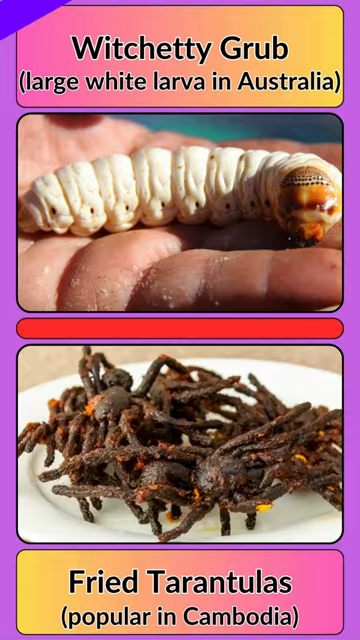 Witchetty Grub
(large white larva in Australia)
Fried Tarantulas
(popular in Cambodia)